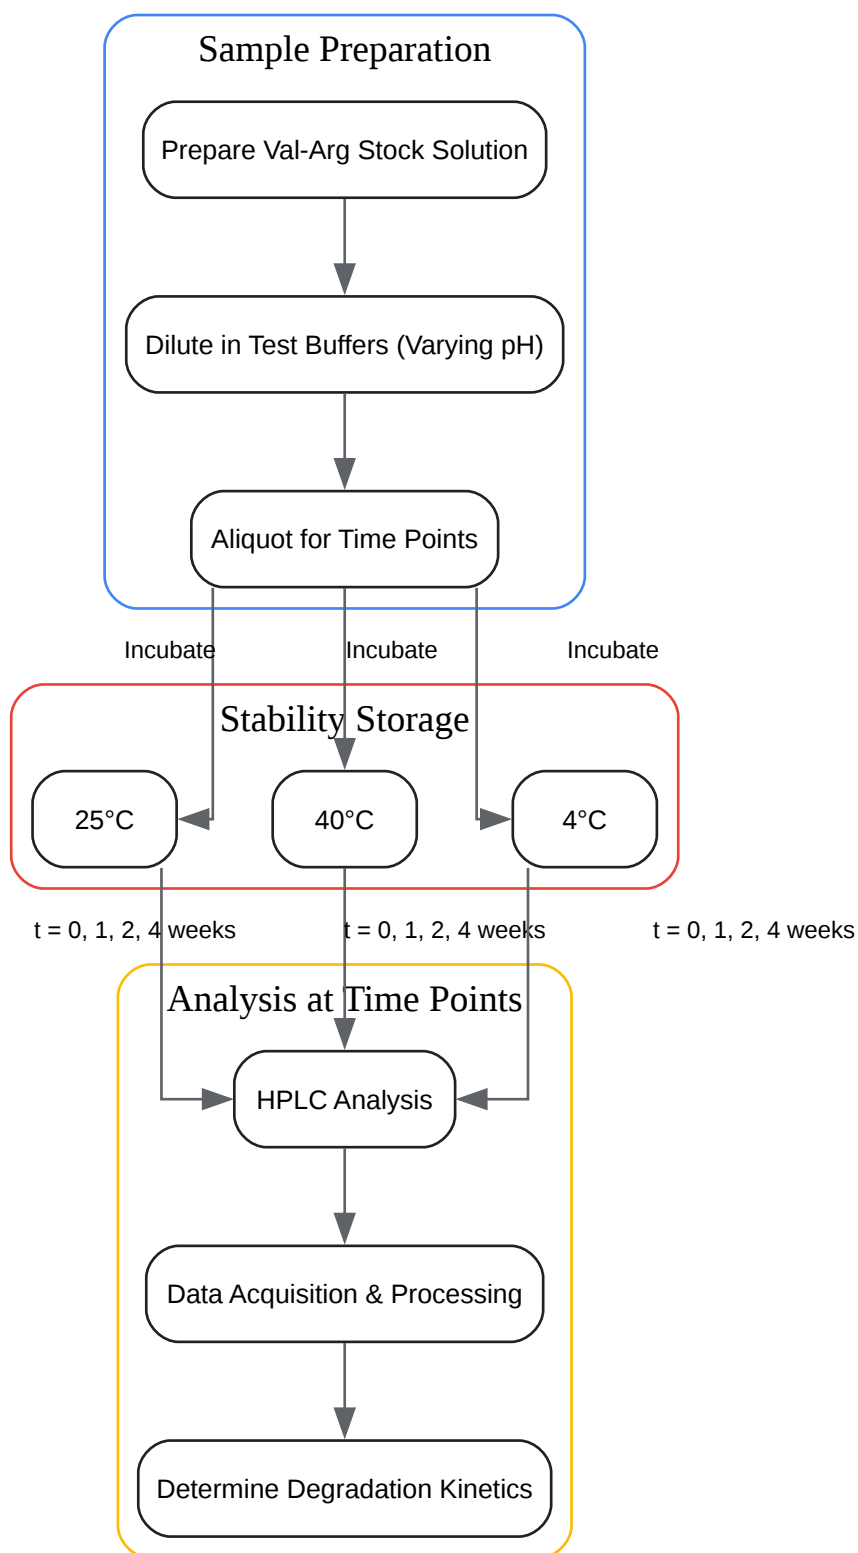 Sample Preparation
Prepare Val-Arg Stock Solution
Dilute in Test Buffers (Varying pH)
Aliquot for Time Points
Incubate
Incubate
Incubate
Stability Storage
25°C
40°C
4°C
t = 0, 1, 2, 4 weeks
t = 0, 1, 2, 4 weeks
t = 0, 1, 2, 4 weeks
Analysis at Time Points
HPLC Analysis
Data Acquisition & Processing
Determine Degradation Kinetics